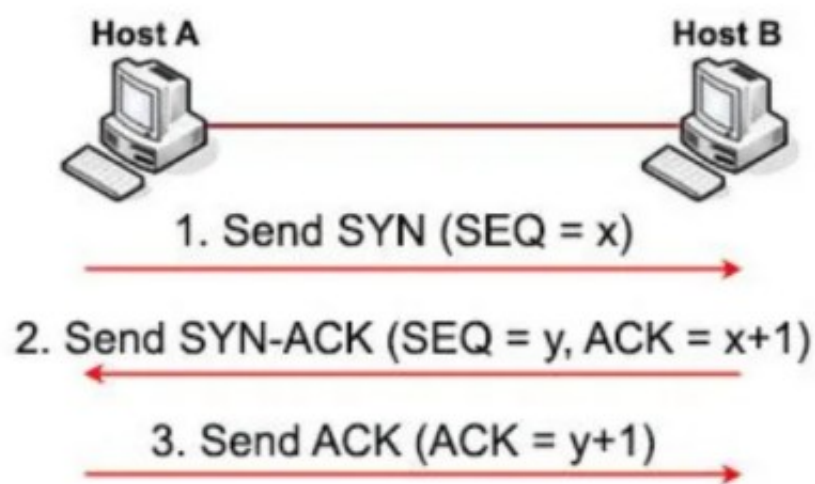 Host A
Host B
1. Send SYN (SEQ = x)
2. Send SYN-ACK (SEQ = y, ACK = x+1)
3. Send ACK (ACK = y+1)